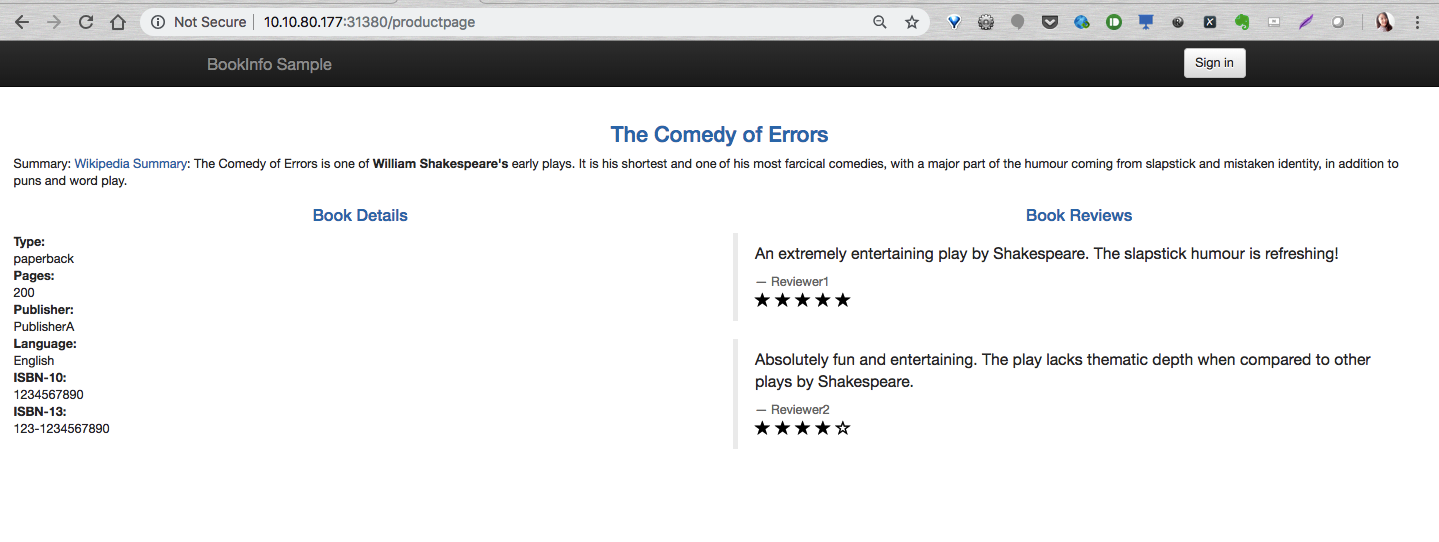 Not Secure | 10.10.80.177:31380/productpage
BookInfo Sample
Sign in
The Comedy of Errors
Summary: Wikipedia Summary: The Comedy of Errors is one of William Shakespeare's early plays. It is his shortest and one of his most farcical comedies, with a major part of the humour coming from slapstick and mistaken identity, in addition to
puns and word play.
Book Details
Type:
paperback
Pages:
200
Publisher:
PublisherA
Language:
English
ISBN-10:
1234567890
ISBN-13:
123-1234567890
Book Reviews
An extremely entertaining play by Shakespeare. The slapstick humour is refreshing!
— Reviewer1
★★★★★
Absolutely fun and entertaining. The play lacks thematic depth when compared to other
plays by Shakespeare.
— Reviewer2
★★★★☆